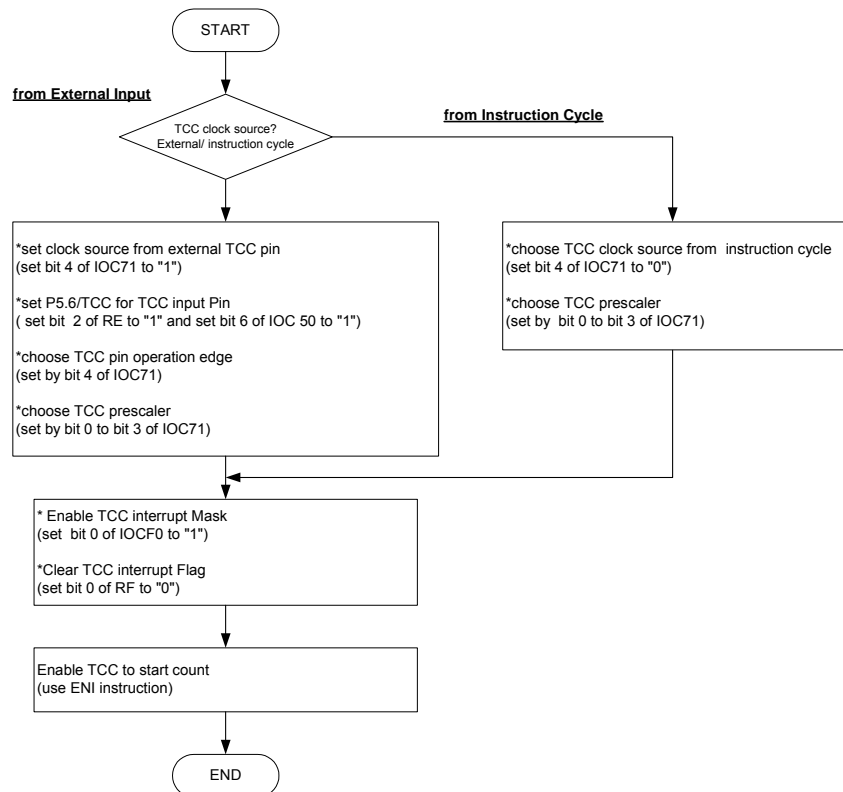 START
from External Input
TCC clock source?
External/ instruction cycle
from Instruction Cycle
*set clock source from external TCC pin
(set bit 4 of IOC71 to "1")
*set P5.6/TCC for TCC input Pin
( set bit 2 of RE to "1" and set bit 6 of IOC 50 to "1")
*choose TCC pin operation edge
(set by bit 4 of IOC71)
*choose TCC prescaler
(set by bit 0 to bit 3 of IOC71)
*choose TCC clock source from instruction cycle
(set bit 4 of IOC71 to "0")
*choose TCC prescaler
(set by bit 0 to bit 3 of IOC71)
* Enable TCC interrupt Mask
(set bit 0 of IOCF0 to "1")
*Clear TCC interrupt Flag
(set bit 0 of RF to "0")
Enable TCC to start count
(use ENI instruction)
END